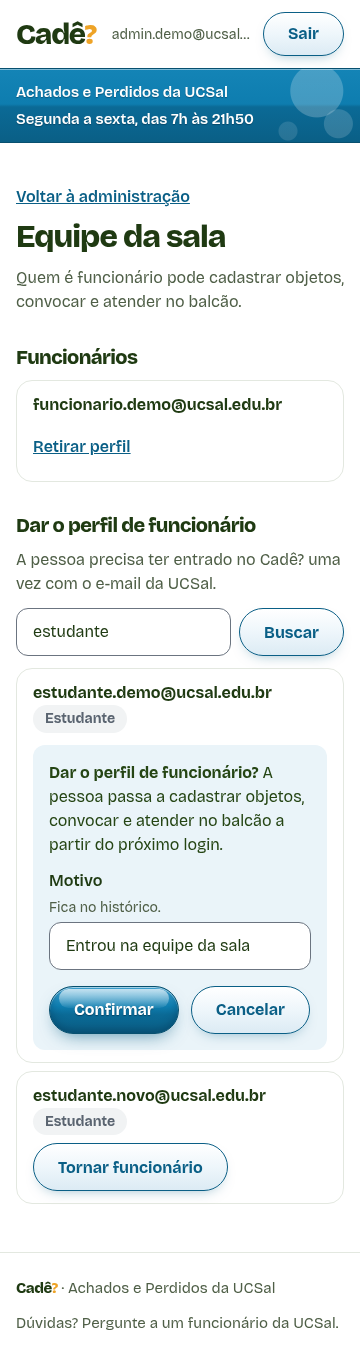 Cadê? admin.demo@ucsal... Sair
Achados e Perdidos da UCSal
Segunda a sexta, das 7h às 21h50
Voltar à administração
Equipe da sala
Quem é funcionário pode cadastrar objetos,
convocar e atender no balcão.
Funcionários
funcionario.demo@ucsal.edu.br
Retirar perfil
Dar o perfil de funcionário
A pessoa precisa ter entrado no Cadê? uma
vez com o e-mail da UCSal.
estudante Buscar
estudante.demo@ucsal.edu.br
Estudante
Dar o perfil de funcionário? A
pessoa passa a cadastrar objetos,
convocar e atender no balcão a
partir do próximo login.
Motivo
Fica no histórico.
Entrou na equipe da sala
Confirmar Cancelar
estudante.novo@ucsal.edu.br
Estudante
Tornar funcionário
Cadê? · Achados e Perdidos da UCSal
Dúvidas? Pergunte a um funcionário da UCSal.